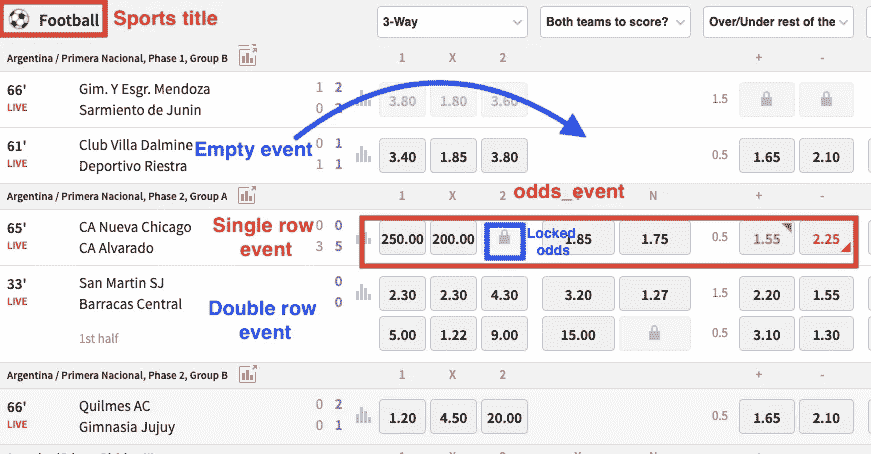 Football Sports title 3-Way Both teams to score? Over/Under rest of the
Argentina / Primera Nacional, Phase 1, Group B 1 X 2 + -
66' Gim. Y Esgr. Mendoza 1 2 3.80 1.80 3.60 1.5
LIVE Sarmiento de Junin 0
Empty event
61' Club Villa Dalmine 0 1 3.40 1.85 3.80 0.5 1.65 2.10
LIVE Deportivo Riestra 1 1
Argentina / Primera Nacional, Phase 2, Group A 1 X 2 odds_event N + -
65' CA Nueva Chicago Single row event 0 0 250.00 200.00 Locked odds 1.85 1.75 0.5 1.55 2.25
LIVE CA Alvarado 3 5
33' San Martin SJ 0 2.30 2.30 4.30 3.20 1.27 1.5 2.20 1.55
LIVE Barracas Central 0
Double row event
1st half 5.00 1.22 9.00 15.00 0.5 3.10 1.30
Argentina / Primera Nacional, Phase 2, Group B 1 X 2 + -
66' Quilmes AC 0 2 1.20 4.50 20.00 0.5 1.65 2.10
LIVE Gimnasia Jujuy 0 1